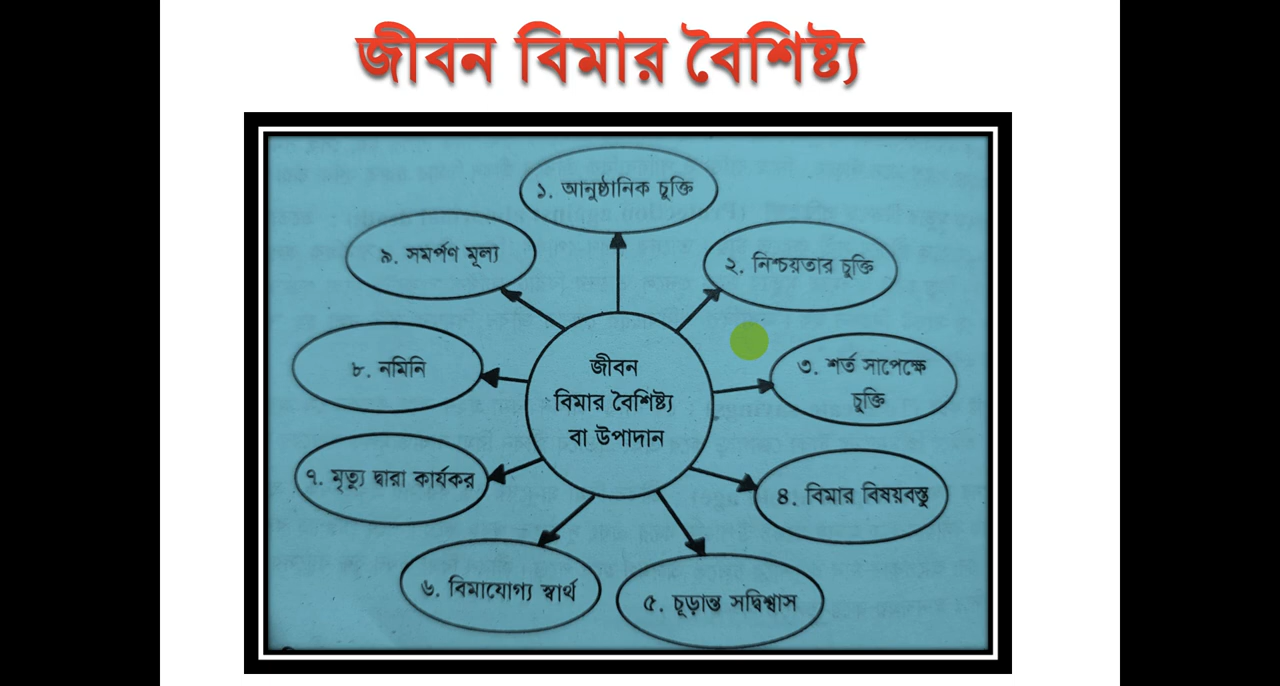 জীবন বিমার বৈশিষ্ট্য
১. আনুষ্ঠানিক চুক্তি
২. নিশ্চয়তার চুক্তি
৩. শর্ত সাপেক্ষে
চুক্তি
৪. বিমার বিষয়বস্তু
৫. চূড়ান্ত সদ্বিশ্বাস
৬. বিমাযোগ্য স্বার্থ
৭. মৃত্যু দ্বারা কার্যকর
৮. নমিনি
৯. সমর্পণ মূল্য
জীবন
বিমার বৈশিষ্ট্য
বা উপাদান